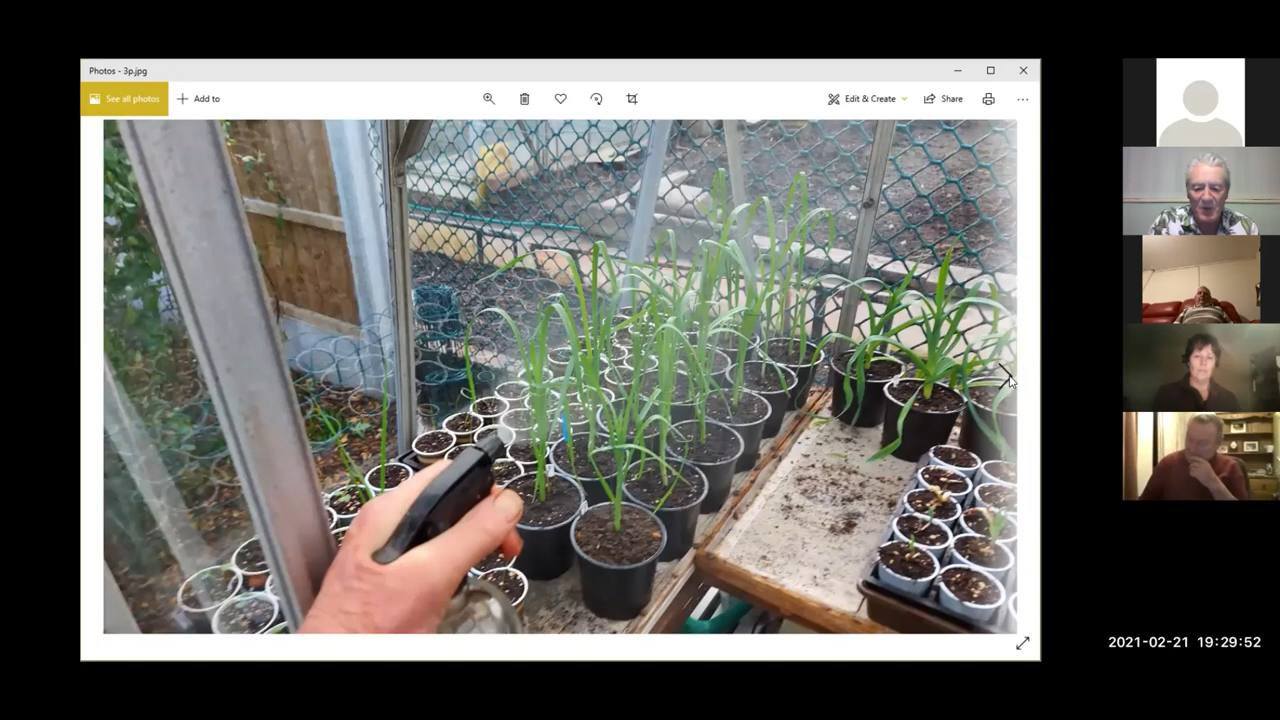 Photos - 3p.jpg
See all photos
Add to
Edit & Create
Share
2021-02-21 19:29:52